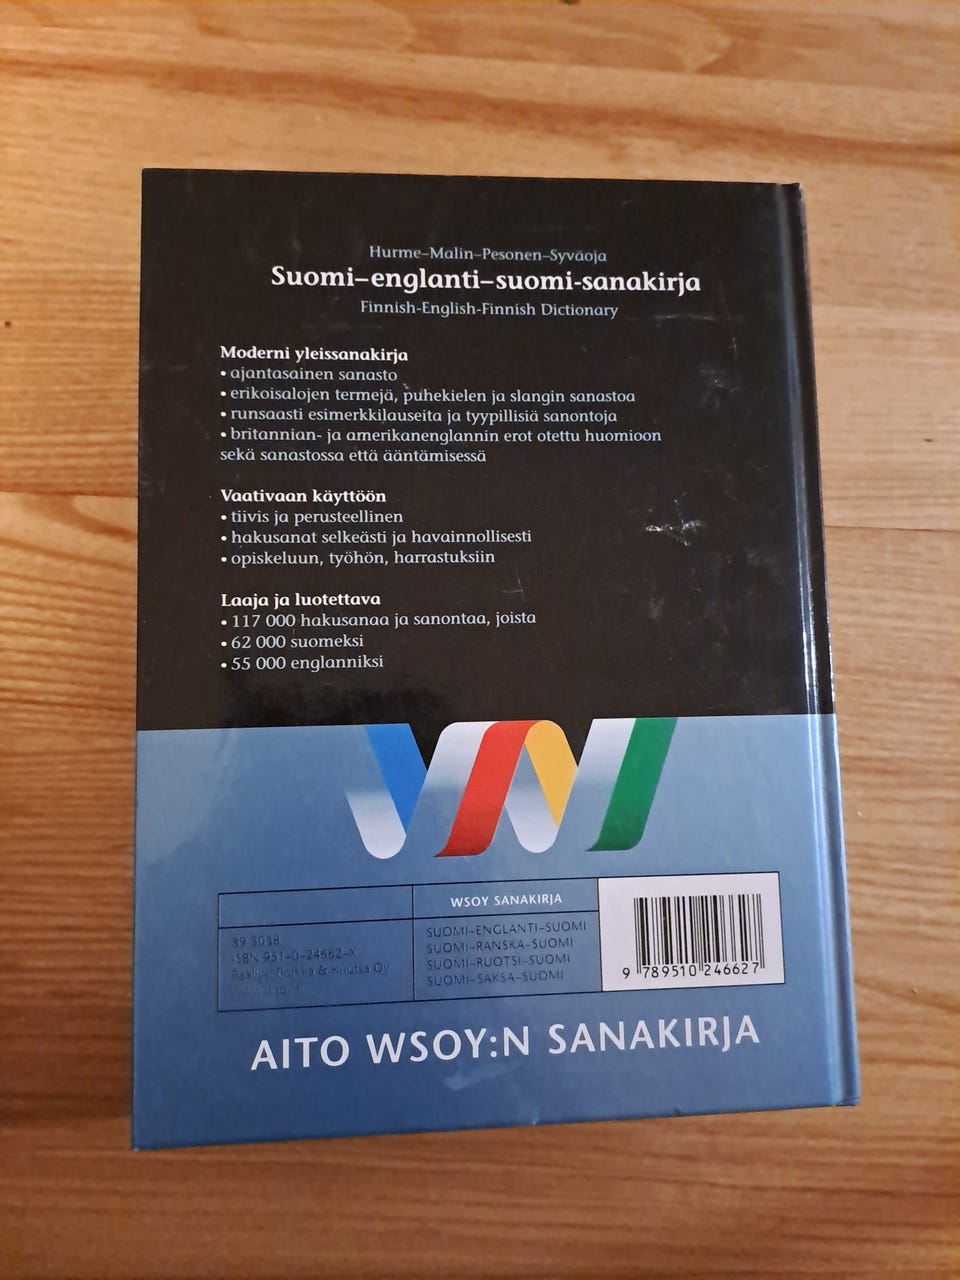 Hurme–Malin–Pesonen–Syväoja
Suomi–englanti–suomi-sanakirja
Finnish-English-Finnish Dictionary
Moderni yleissanakirja
• ajantasainen sanasto
• erikoisalojen termejä, puhekielen ja slangin sanastoa
• runsaasti esimerkkilauseita ja tyypillisiä sanontoja
• britannian- ja amerikanenglannin erot otettu huomioon
sekä sanastossa että ääntämisessä
Vaativaan käyttöön
• tiivis ja perusteellinen
• hakusanat selkeästi ja havainnollisesti
• opiskeluun, työhön, harrastuksiin
Laaja ja luotettava
• 117 000 hakusanaa ja sanontaa, joista
• 62 000 suomeksi
• 55 000 englanniksi
WSOY SANAKIRJA
89.5038
ISBN 951-0-24662-X
& Kuutsa Oy
SUOMI–ENGLANTI–SUOMI
SUOMI–RANSKA–SUOMI
SUOMI–RUOTSI–SUOMI
SUOMI–SAKSA–SUOMI
9 789510 246627
AITO WSOY:N SANAKIRJA